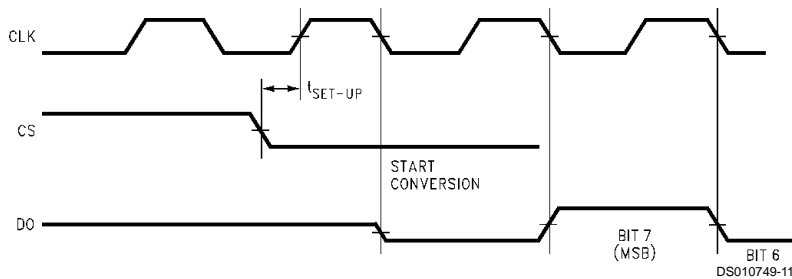 CLK
tSET-UP
CS
START
CONVERSION
DO
BIT 7
(MSB)
BIT 6
DS010749-11